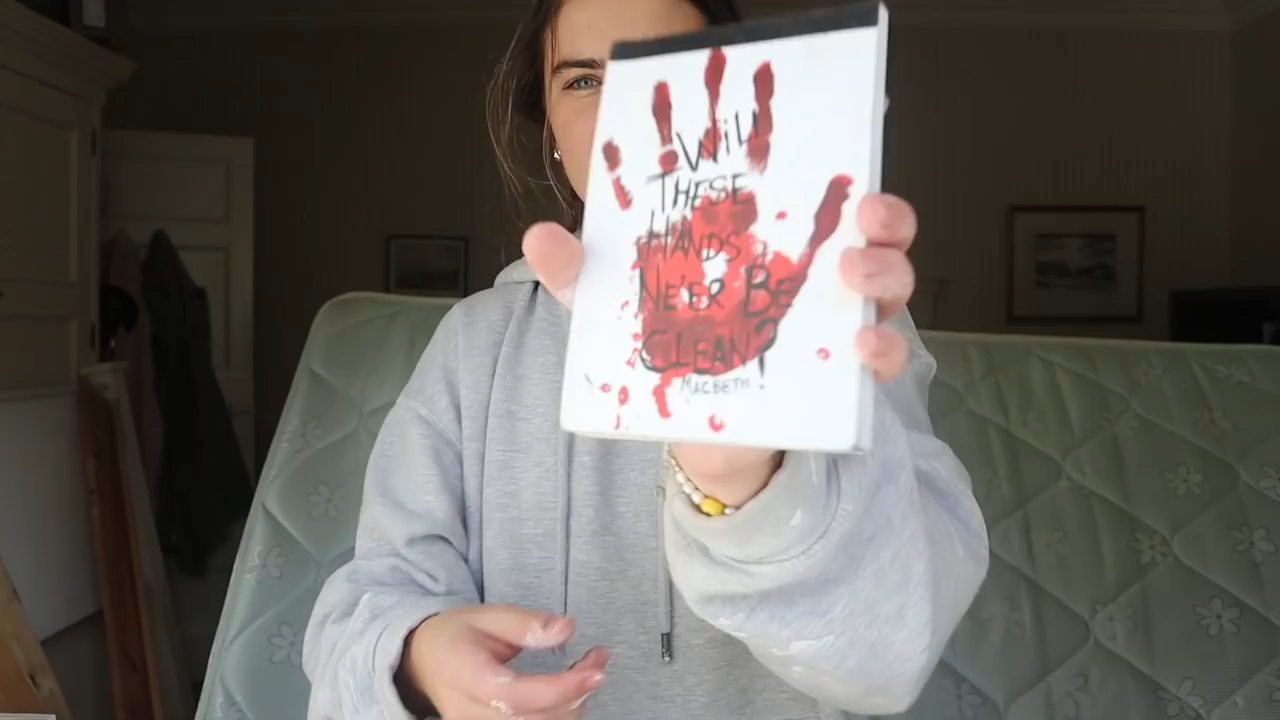 Will
THESE
HANDS
NE'ER BE
CLEAN?
MACBETH.